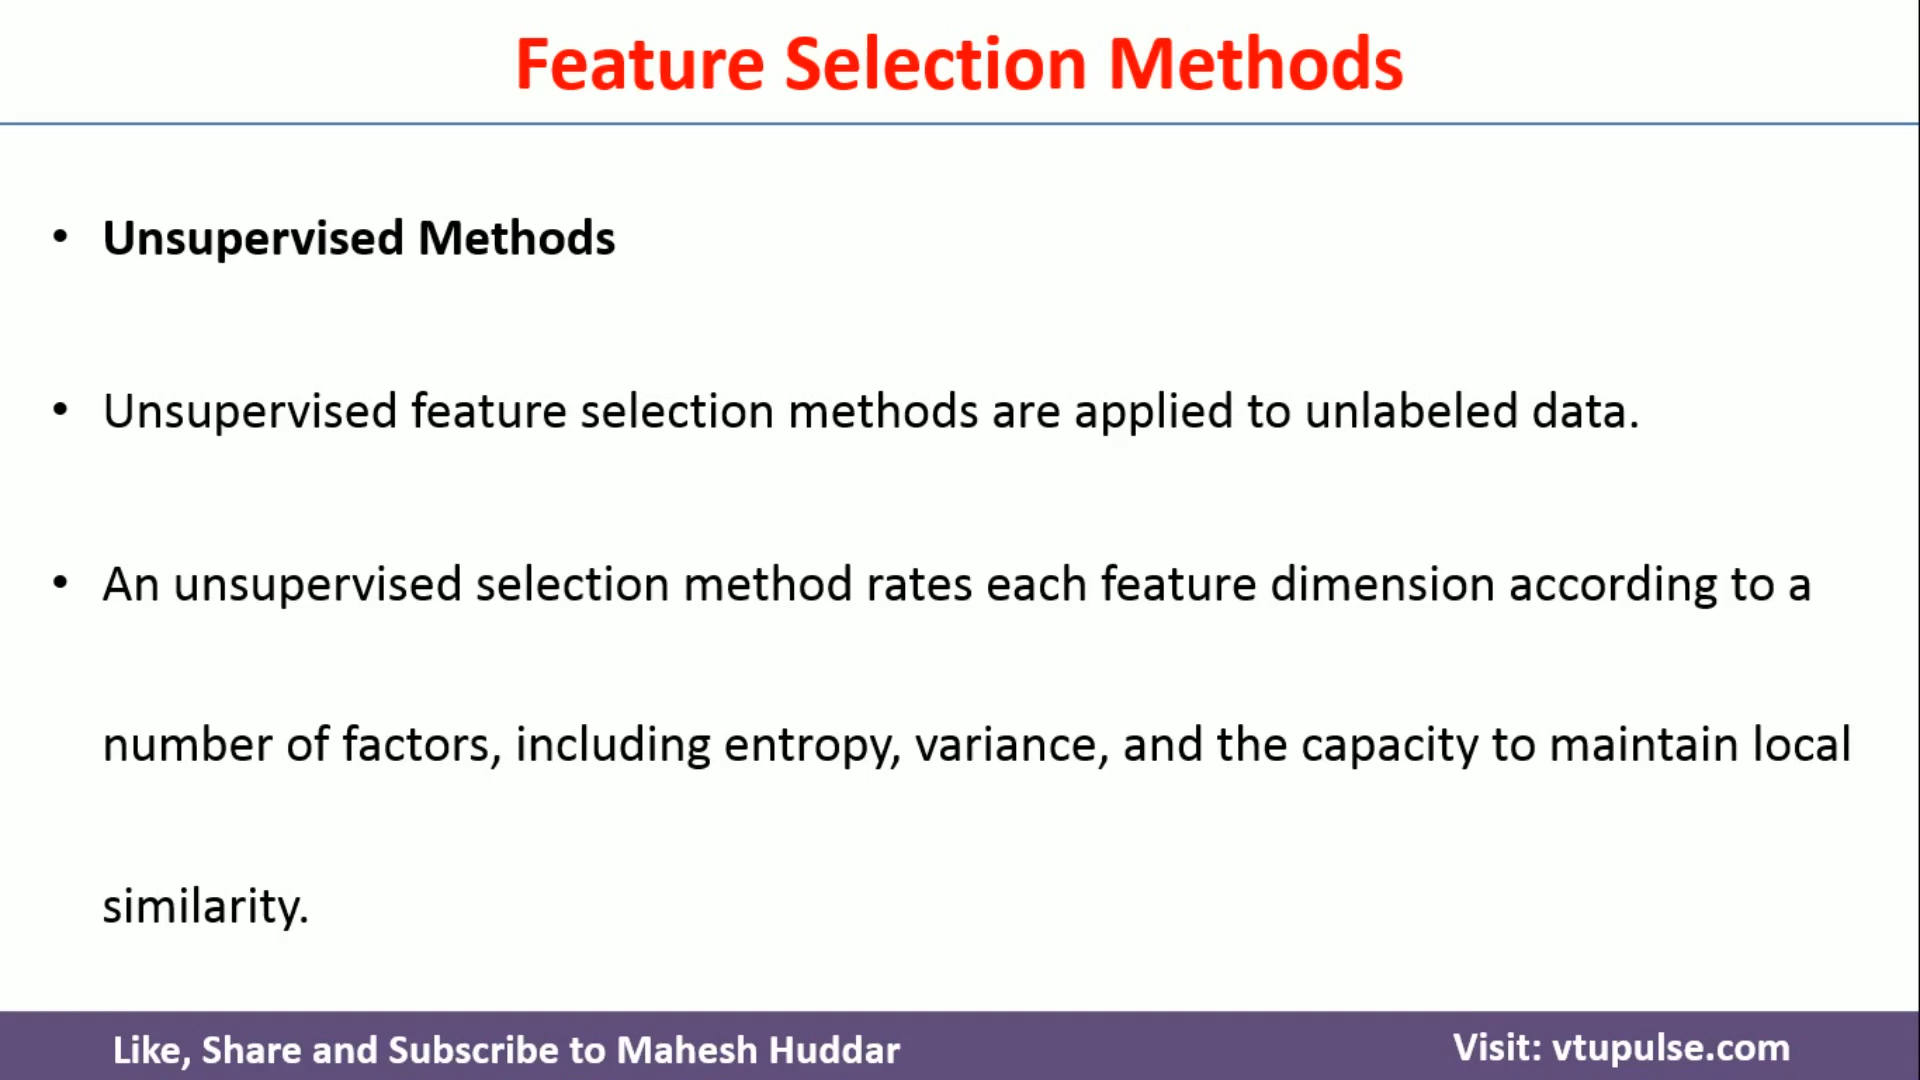 Feature Selection Methods
• Unsupervised Methods
• Unsupervised feature selection methods are applied to unlabeled data.
• An unsupervised selection method rates each feature dimension according to a
number of factors, including entropy, variance, and the capacity to maintain local
similarity.
Like, Share and Subscribe to Mahesh Huddar
Visit: vtupulse.com